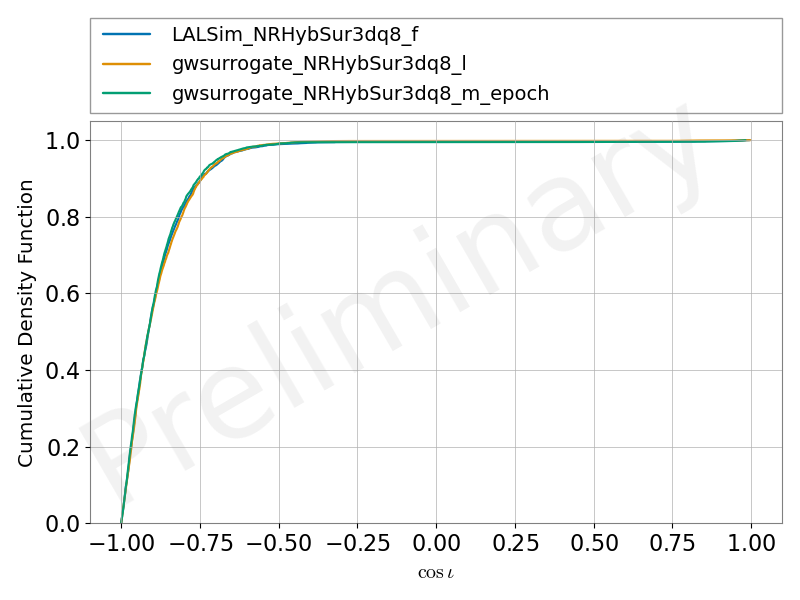 LALSim_NRHybSur3dq8_f
gwsurrogate_NRHybSur3dq8_l
gwsurrogate_NRHybSur3dq8_m_epoch
Preliminary
Cumulative Density Function
1.0
0.8
0.6
0.4
0.2
0.0
−1.00 −0.75 −0.50 −0.25 0.00 0.25 0.50 0.75 1.00
cos ι